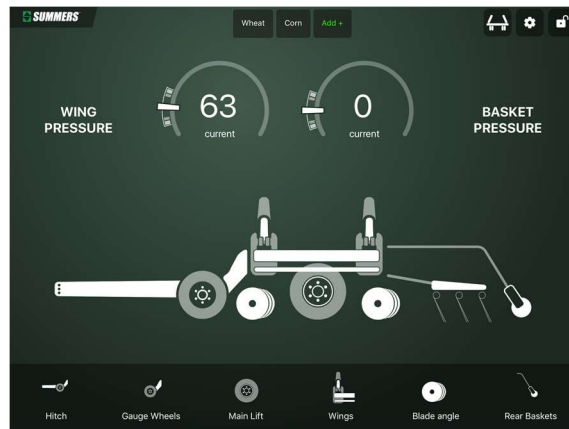 SUMMERS
Wheat
Corn
Add +
WING
PRESSURE
63
current
0
current
BASKET
PRESSURE
Hitch
Gauge Wheels
Main Lift
Wings
Blade angle
Rear Baskets